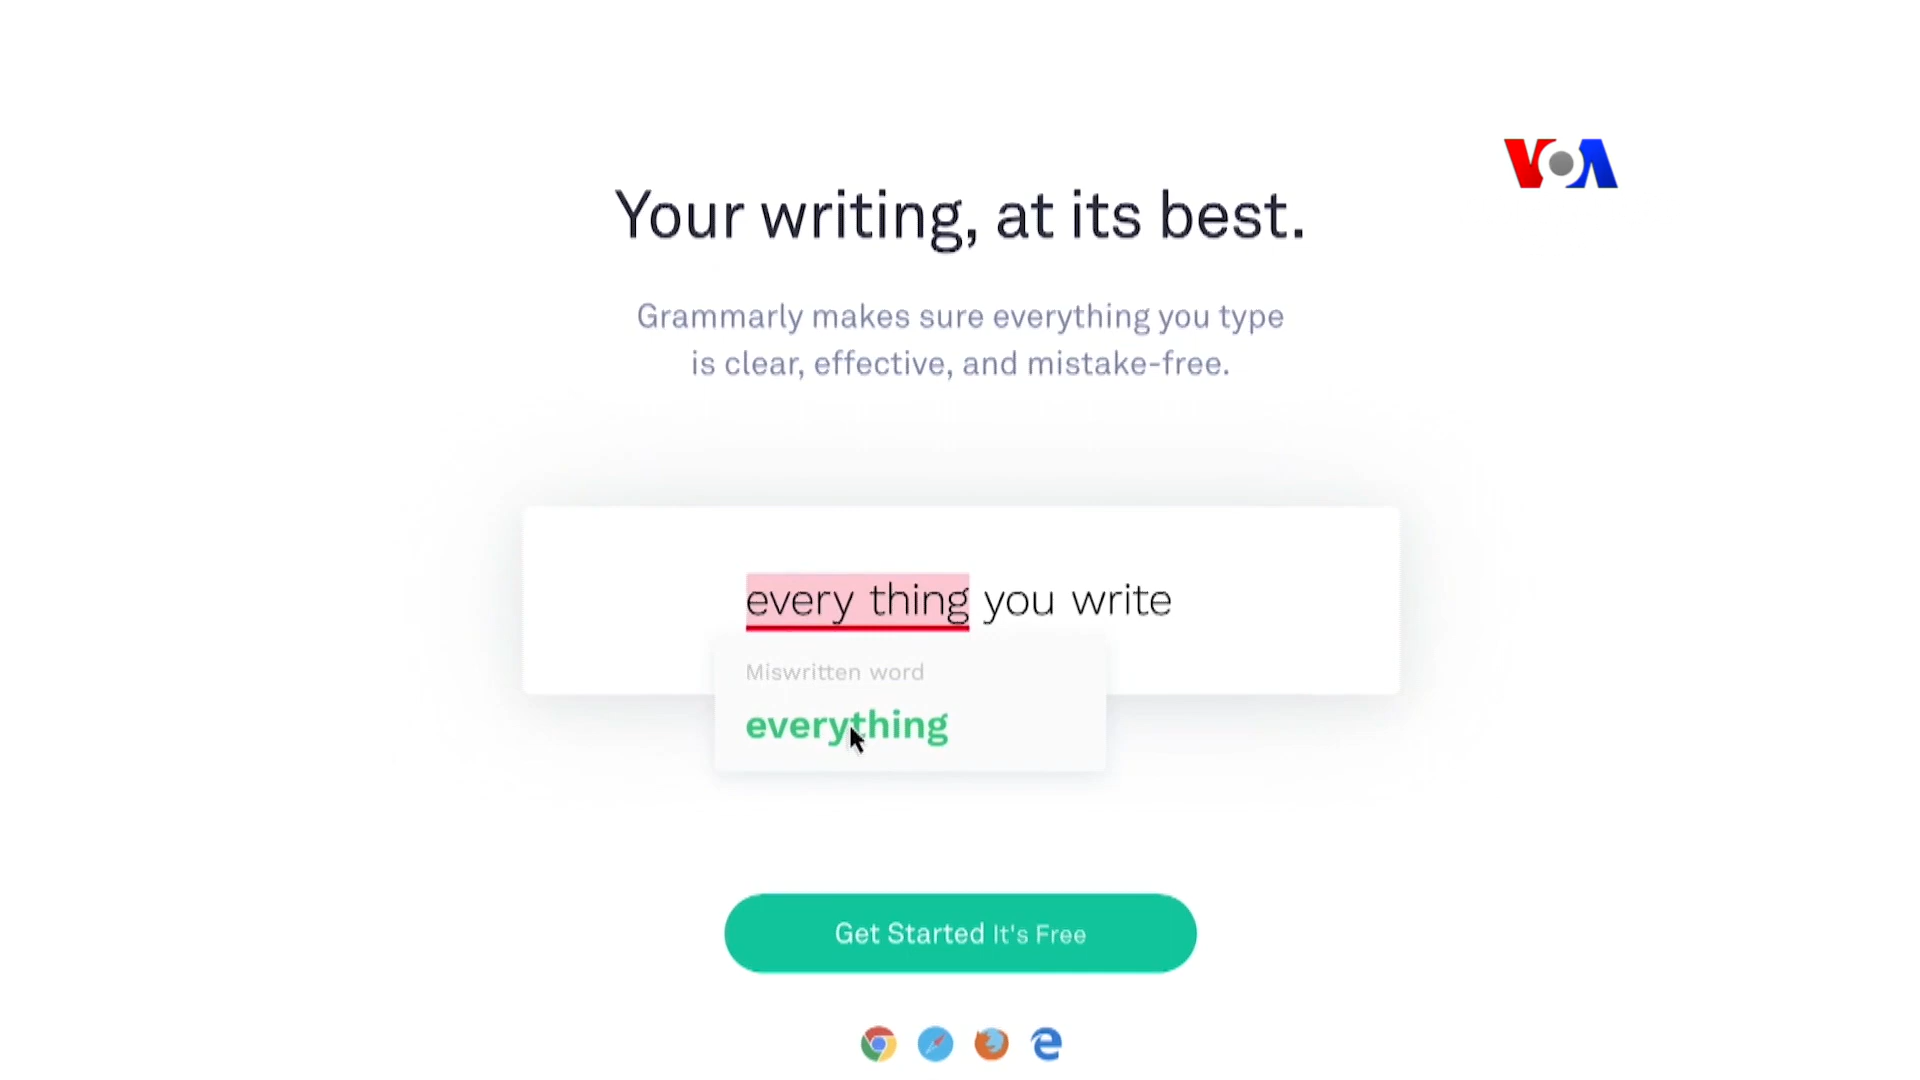 VOA
Your writing, at its best.
Grammarly makes sure everything you type
is clear, effective, and mistake-free.
every thing you write
Miswritten word
everything
Get Started It's Free